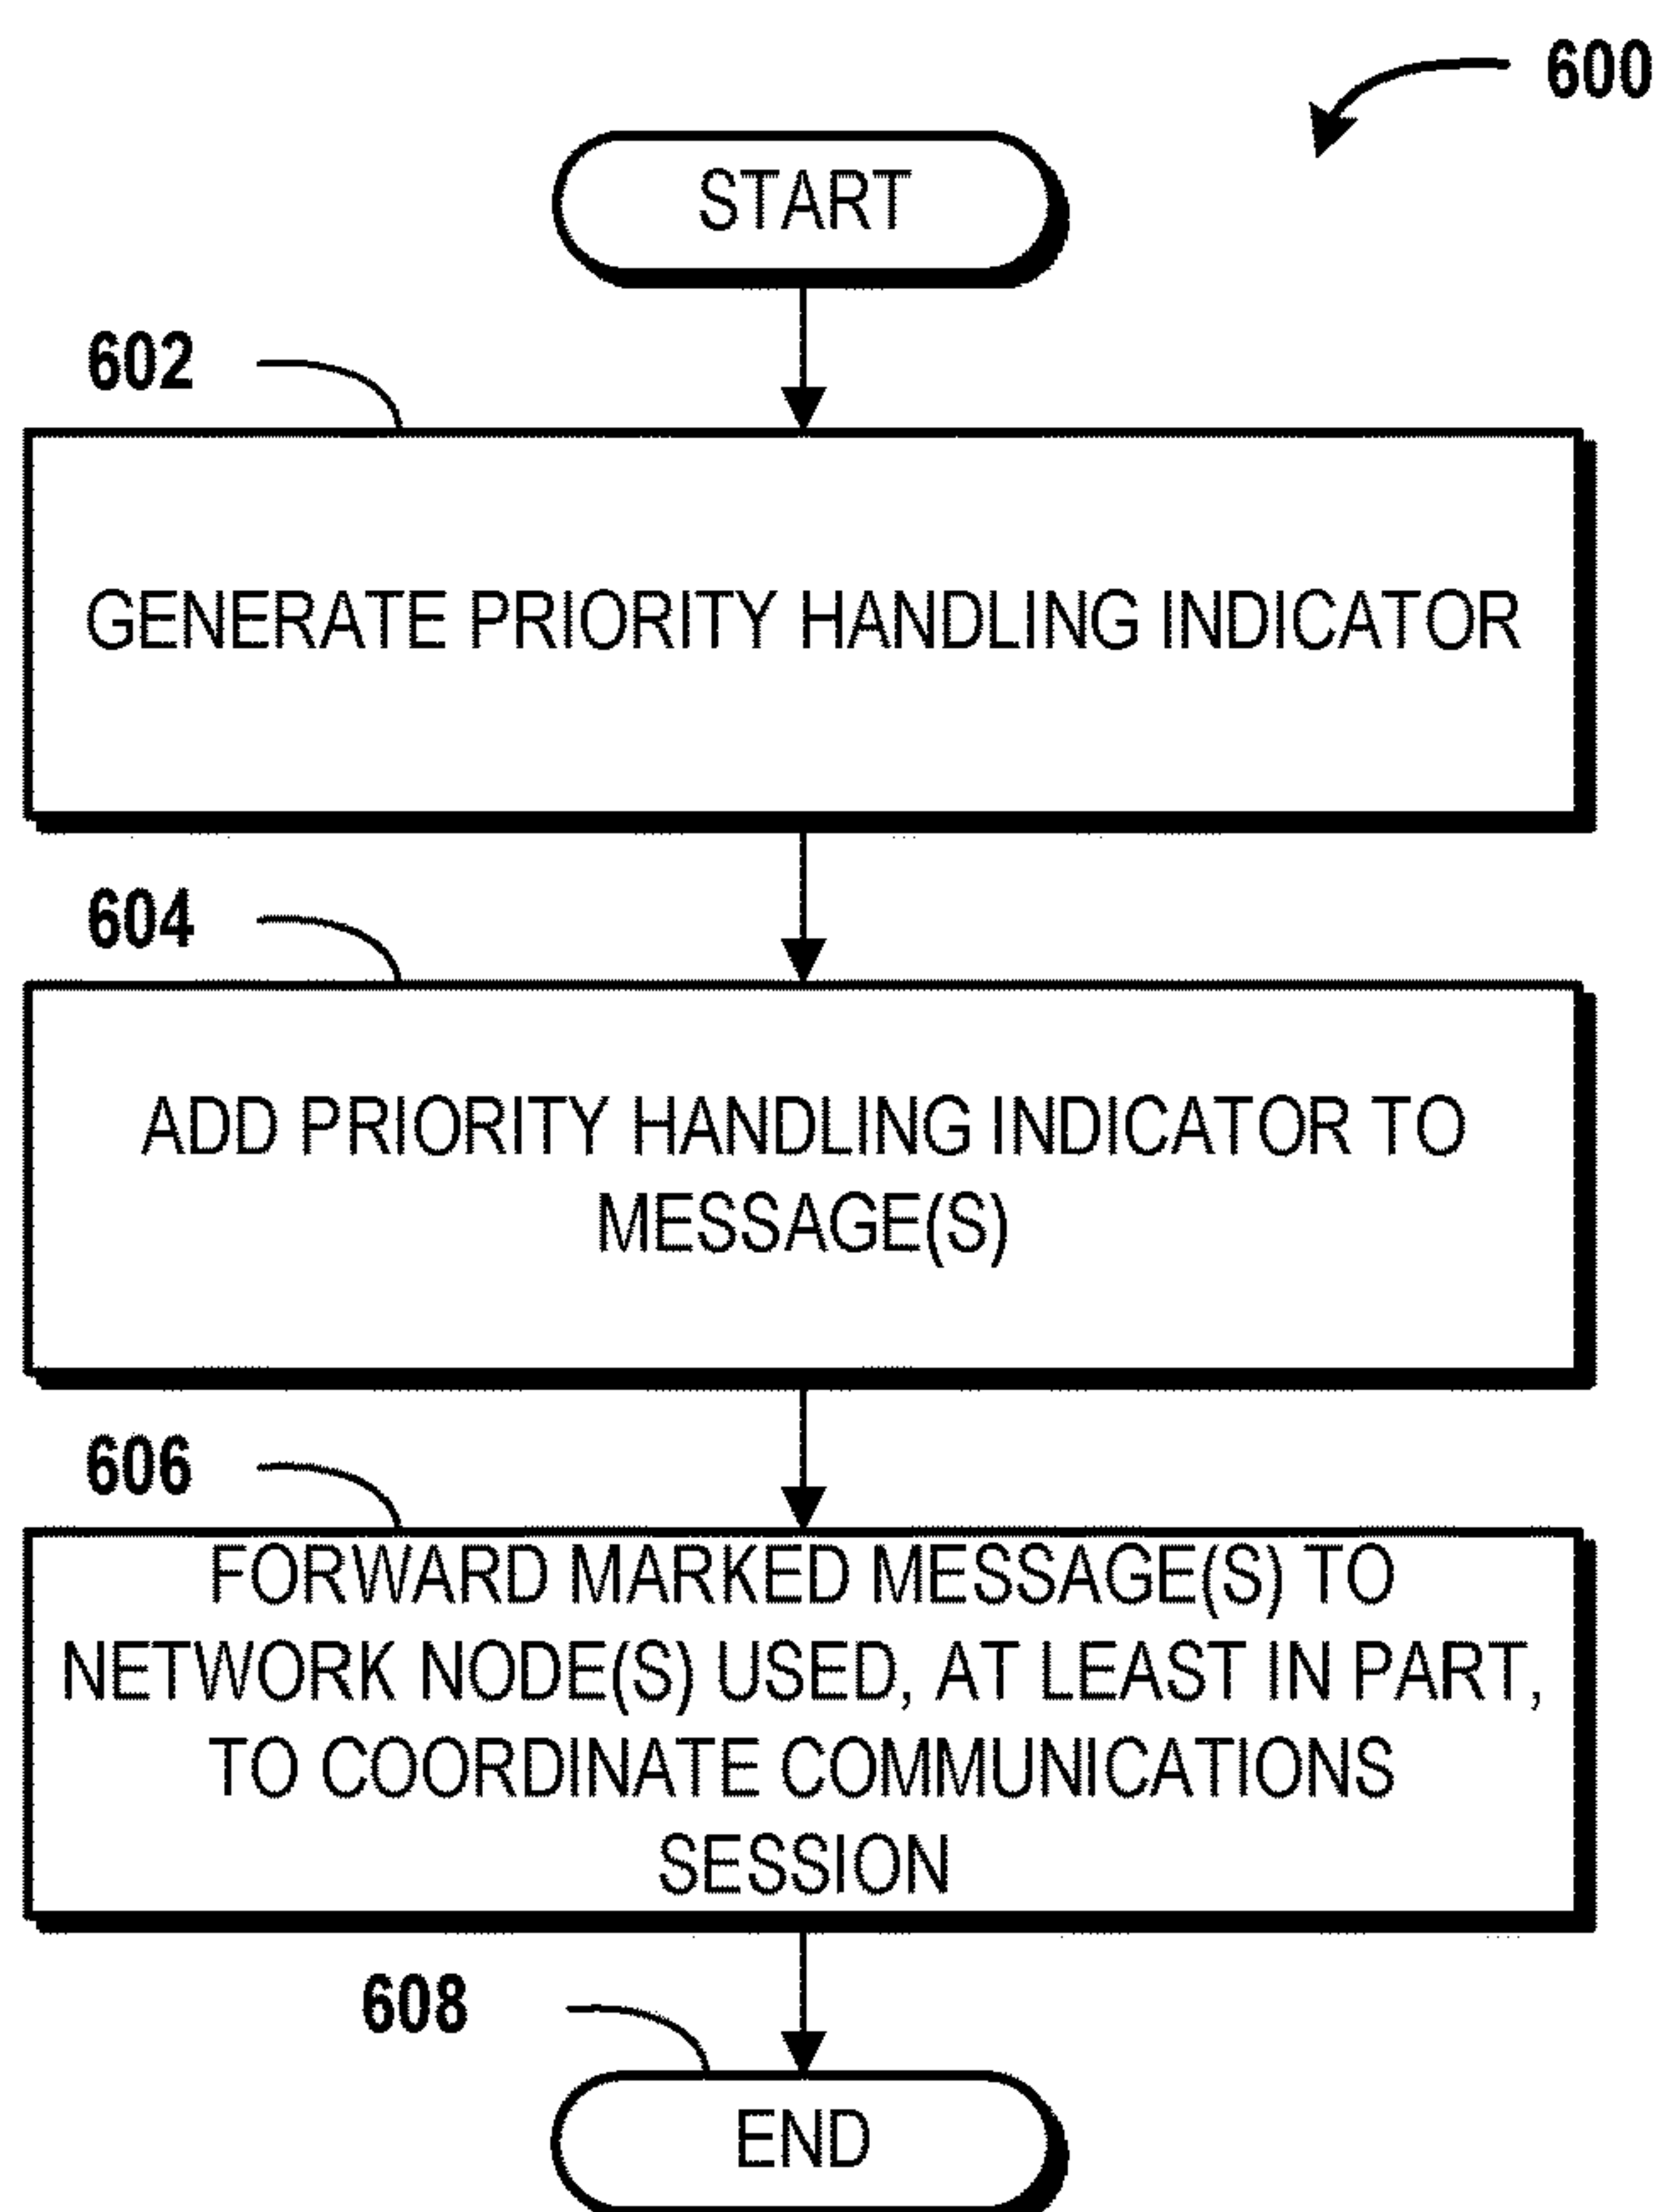 600
START
602
GENERATE PRIORITY HANDLING INDICATOR
604
ADD PRIORITY HANDLING INDICATOR TO
MESSAGE(S)
606
FORWARD MARKED MESSAGE(S) TO
NETWORK NODE(S) USED, AT LEAST IN PART,
TO COORDINATE COMMUNICATIONS
SESSION
608
END